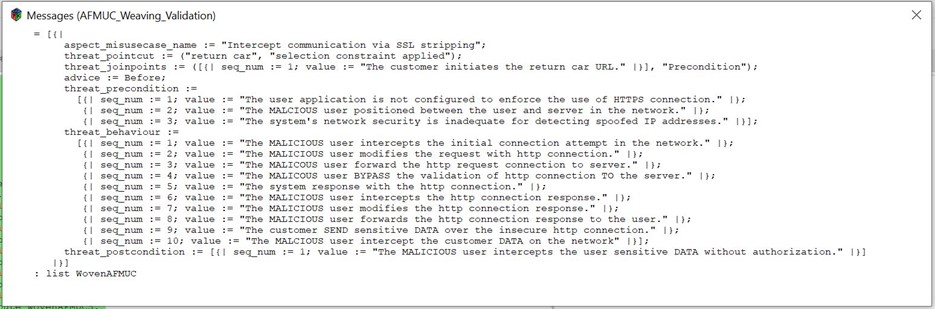 Messages (AFMUC_Weaving_Validation)
= [{|
aspect_misusecase_name := "Intercept communication via SSL stripping";
threat_pointcut := ("return car", "selection constraint applied");
threat_joinpoints := ([{| seq_num := 1; value := "The customer initiates the return car URL." |}], "Precondition");
advice := Before;
threat_precondition :=
[{| seq_num := 1; value := "The user application is not configured to enforce the use of HTTPS connection." |};
{| seq_num := 2; value := "The MALCIOUS user positioned between the user and server in the network." |};
{| seq_num := 3; value := "The system's network security is inadequate for detecting spoofed IP addresses." |}];
threat_behaviour :=
[{| seq_num := 1; value := "The MALICIOUS user intercepts the initial connection attempt in the network." |};
{| seq_num := 2; value := "The MALICIOUS user modifies the request with http connection." |};
{| seq_num := 3; value := "The MALICOUS user forward the http request connection to server." |};
{| seq_num := 4; value := "The MALICOUS user BYPASS the validation of http connection TO the server." |};
{| seq_num := 5; value := "The system response with the http connection." |};
{| seq_num := 6; value := "The MALICIOUS user intercepts the http connection response." |};
{| seq_num := 7; value := "The MALICIOUS user modifies the http connection response." |};
{| seq_num := 8; value := "The MALICIOUS user forwards the http connection response to the user." |};
{| seq_num := 9; value := "The customer SEND sensitive DATA over the insecure http connection." |};
{| seq_num := 10; value := "The MALCIOUS user intercept the customer DATA on the network" |}];
threat_postcondition := [{| seq_num := 1; value := "The MALICIOUS user intercepts the user sensitive DATA without authorization." |}]
|}]
: list WovenAFMUC